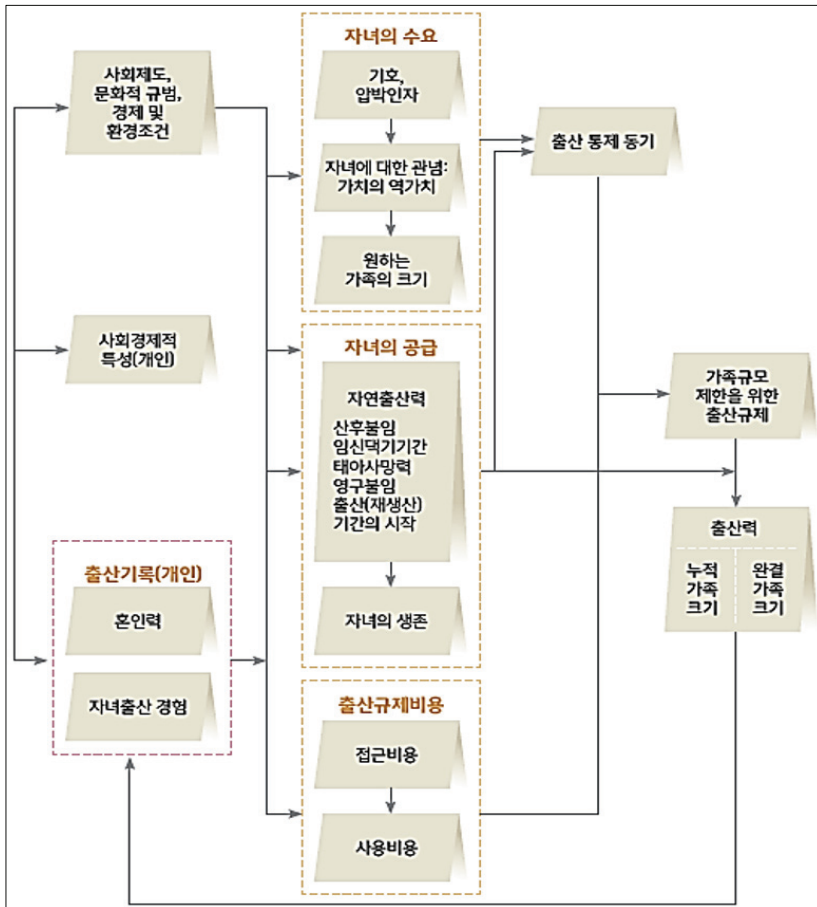 사회제도,
문화적 규범,
경제 및
환경조건
사회경제적
특성(개인)
출산기록(개인)
혼인력
자녀출산 경험
자녀의 수요
기호,
압박인자
자녀에 대한 관념:
가치의 역가치
원하는
가족의 크기
자녀의 공급
자연출산력
산후불임
임신댁기기간
태아사망력
영구불임
출산(재생산)
기간의 시작
자녀의 생존
출산규제비용
접근비용
사용비용
출산 통제 동기
가족규모
제한을 위한
출산규제
출산력
누적
가족
크기
완결
가족
크기